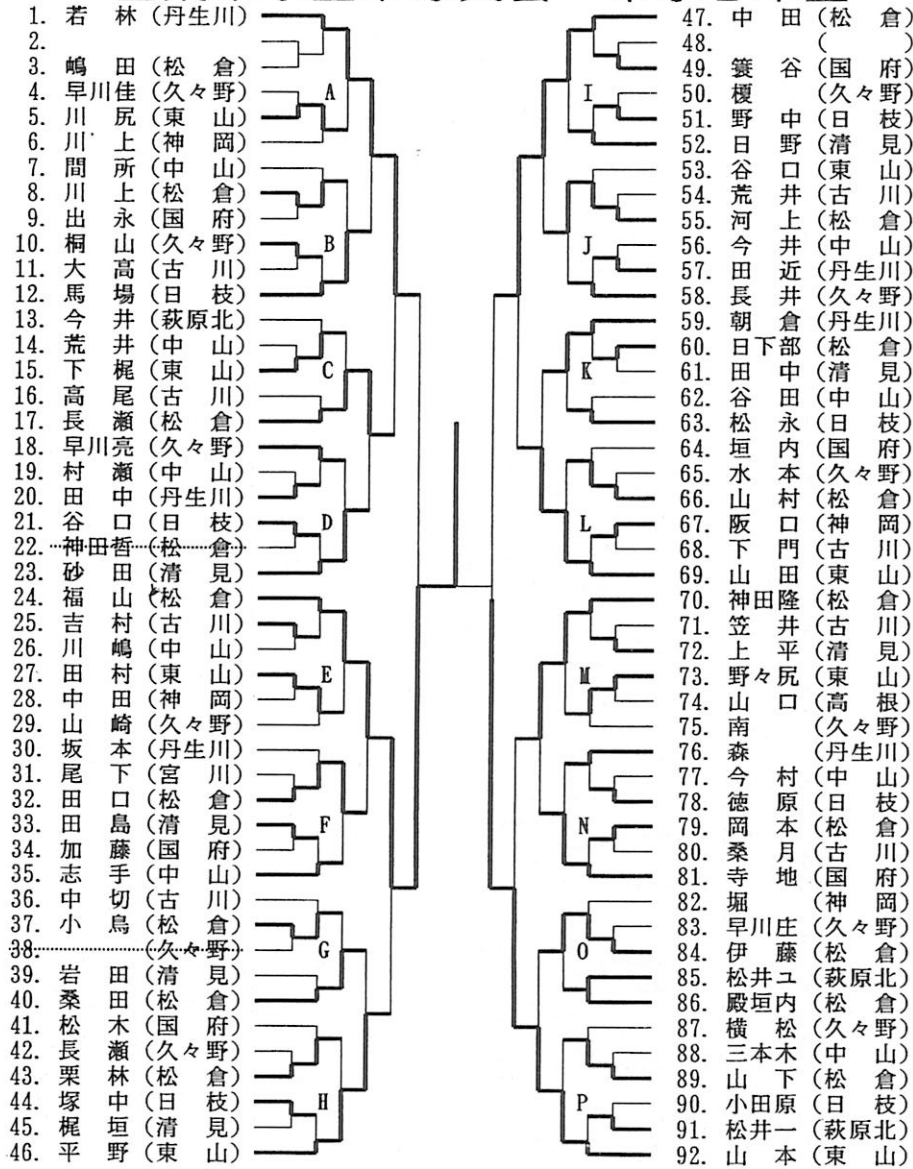 1. 若 林 (丹生川)
2.
3. 嶋 田 (松 倉)
4. 早川佳 (久々野)
5. 川 尻 (東 山)
6. 川 上 (神 岡)
7. 間 所 (中 山)
8. 川 上 (松 倉)
9. 出 永 (国 府)
10. 桐 山 (久々野)
11. 大 高 (古 川)
12. 馬 場 (日 枝)
13. 今 井 (萩原北)
14. 荒 井 (中 山)
15. 下 梶 (東 山)
16. 高 尾 (古 川)
17. 長 瀬 (松 倉)
18. 早川亮 (久々野)
19. 村 瀬 (中 山)
20. 田 中 (丹生川)
21. 谷 口 (日 枝)
22. 神田哲 (松 倉)
23. 砂 田 (清 見)
24. 福 山 (松 倉)
25. 吉 村 (古 川)
26. 川 嶋 (中 山)
27. 田 村 (東 山)
28. 中 田 (神 岡)
29. 山 崎 (久々野)
30. 坂 本 (丹生川)
31. 尾 下 (宮 川)
32. 田 口 (松 倉)
33. 田 島 (清 見)
34. 加 藤 (国 府)
35. 志 手 (中 山)
36. 中 切 (古 川)
37. 小 鳥 (松 倉)
38. (久々野)
39. 岩 田 (清 見)
40. 桑 田 (松 倉)
41. 松 木 (国 府)
42. 長 瀬 (久々野)
43. 栗 林 (松 倉)
44. 塚 中 (日 枝)
45. 梶 垣 (清 見)
46. 平 野 (東 山)
A
B
C
D
E
F
G
H
I
J
K
L
M
N
O
P
47. 中 田 (松 倉)
48. ( )
49. 簑 谷 (国 府)
50. 榎 (久々野)
51. 野 中 (日 枝)
52. 日 野 (清 見)
53. 谷 口 (東 山)
54. 荒 井 (古 川)
55. 河 上 (松 倉)
56. 今 井 (中 山)
57. 田 近 (丹生川)
58. 長 井 (久々野)
59. 朝 倉 (丹生川)
60. 日下部 (松 倉)
61. 田 中 (清 見)
62. 谷 田 (中 山)
63. 松 永 (日 枝)
64. 垣 内 (国 府)
65. 水 本 (久々野)
66. 山 村 (松 倉)
67. 阪 口 (神 岡)
68. 下 門 (古 川)
69. 山 田 (東 山)
70. 神田隆 (松 倉)
71. 笠 井 (古 川)
72. 上 平 (清 見)
73. 野々尻 (東 山)
74. 山 口 (高 根)
75. 南 (久々野)
76. 森 (丹生川)
77. 今 村 (中 山)
78. 徳 原 (日 枝)
79. 岡 本 (松 倉)
80. 桑 月 (古 川)
81. 寺 地 (国 府)
82. 堀 (神 岡)
83. 早川庄 (久々野)
84. 伊 藤 (松 倉)
85. 松井ユ (萩原北)
86. 殿垣内 (松 倉)
87. 横 松 (久々野)
88. 三本木 (中 山)
89. 山 下 (松 倉)
90. 小田原 (日 枝)
91. 松井一 (萩原北)
92. 山 本 (東 山)